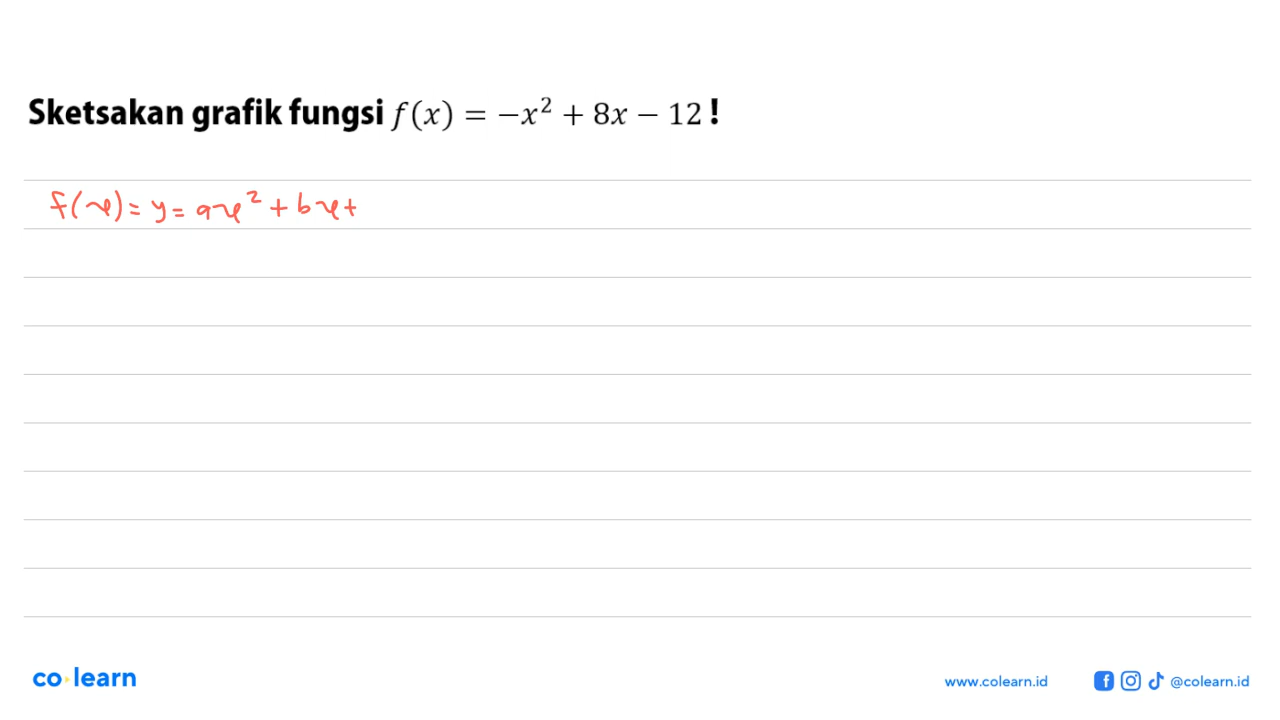 Sketsakan grafik fungsi f(x) = −x² + 8x − 12 !
f(x) = y = ax² + bx +
co learn
www.colearn.id @colearn.id